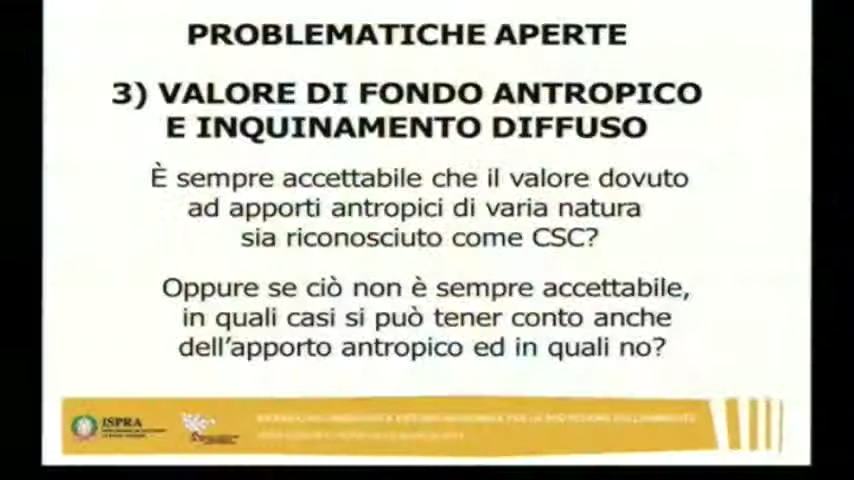 PROBLEMATICHE APERTE
3) VALORE DI FONDO ANTROPICO
E INQUINAMENTO DIFFUSO
È sempre accettabile che il valore dovuto
ad apporti antropici di varia natura
sia riconosciuto come CSC?
Oppure se ciò non è sempre accettabile,
in quali casi si può tener conto anche
dell'apporto antropico ed in quali no?
ISPRA